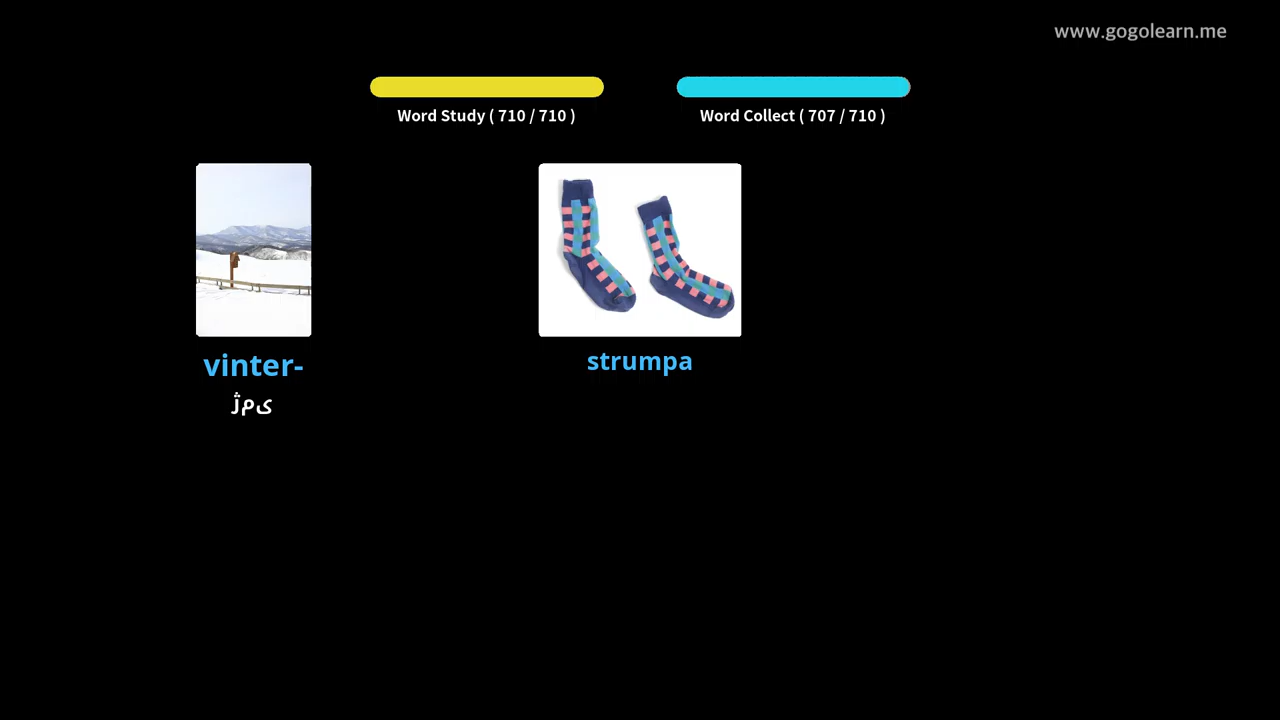 www.gogolearn.me
Word Study ( 710 / 710 )
Word Collect ( 707 / 710 )
vinter-
strumpa
ژمی